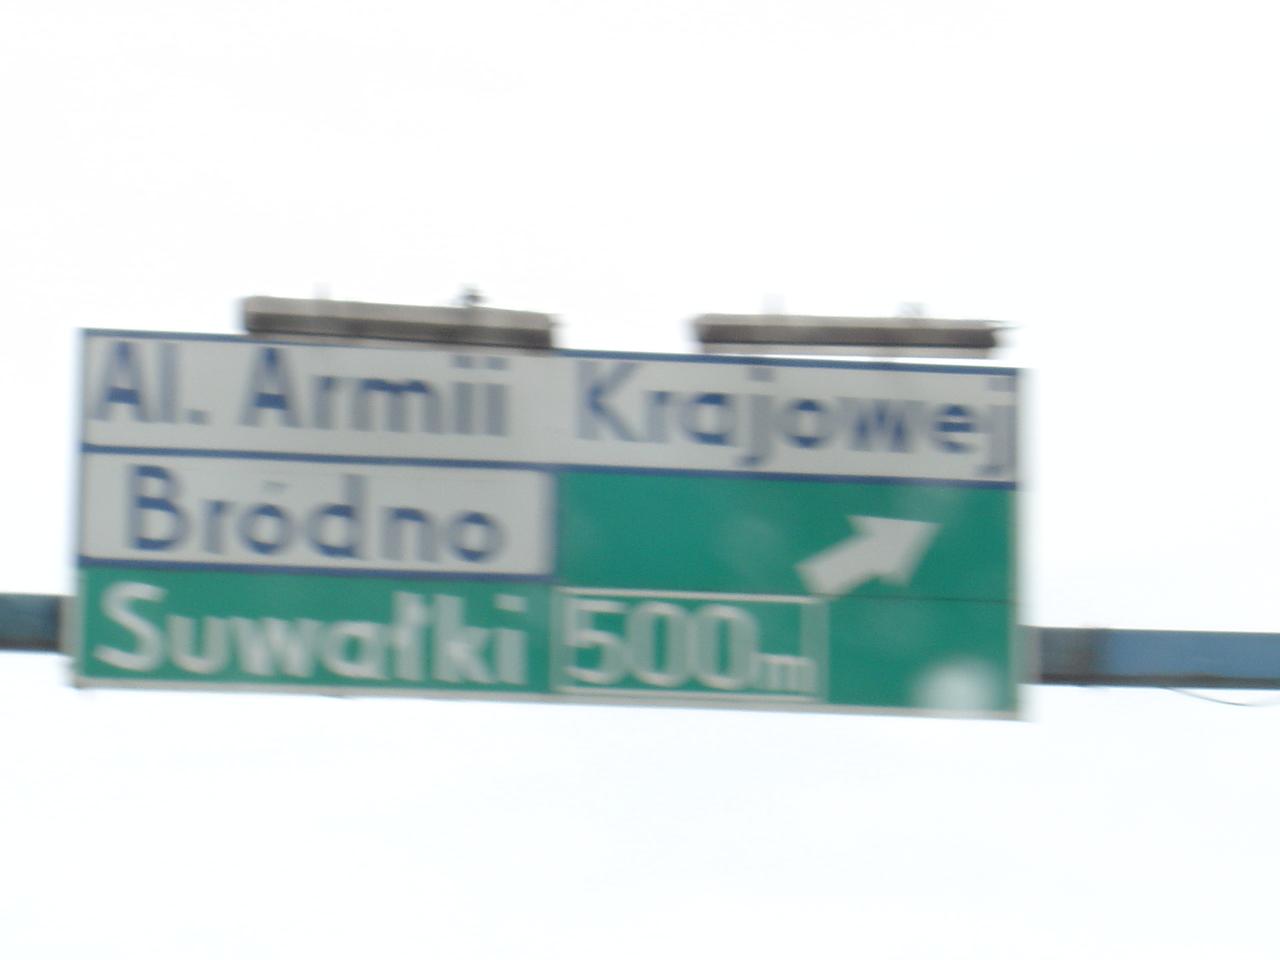 Al. Armii Krajowej
Bródno
Suwałki 500m